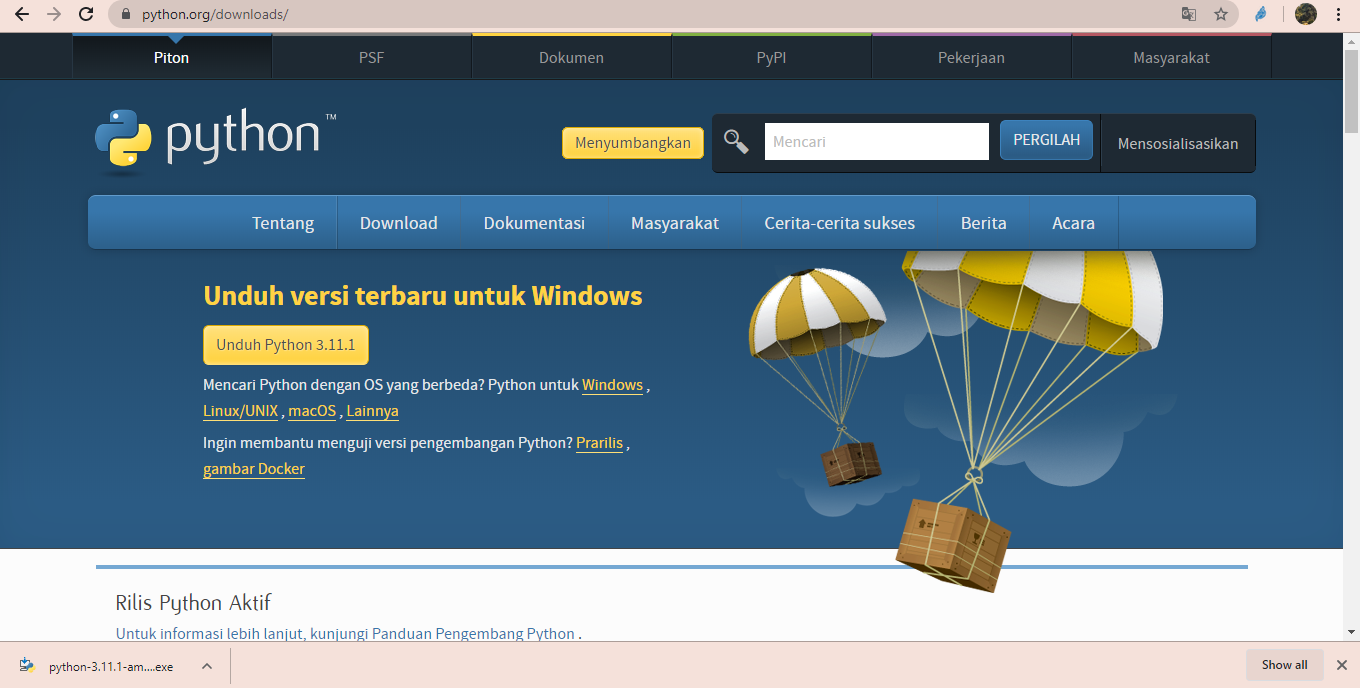 python.org/downloads/
Piton
PSF
Dokumen
PyPI
Pekerjaan
Masyarakat
python™
Menyumbangkan
Mencari
PERGILAH
Mensosialisasikan
Tentang
Download
Dokumentasi
Masyarakat
Cerita-cerita sukses
Berita
Acara
Unduh versi terbaru untuk Windows
Unduh Python 3.11.1
Mencari Python dengan OS yang berbeda? Python untuk Windows ,
Linux/UNIX , macOS , Lainnya
Ingin membantu menguji versi pengembangan Python? Prarilis ,
gambar Docker
Rilis Python Aktif
Untuk informasi lebih lanjut, kunjungi Panduan Pengembang Python .
python-3.11.1-am....exe
Show all